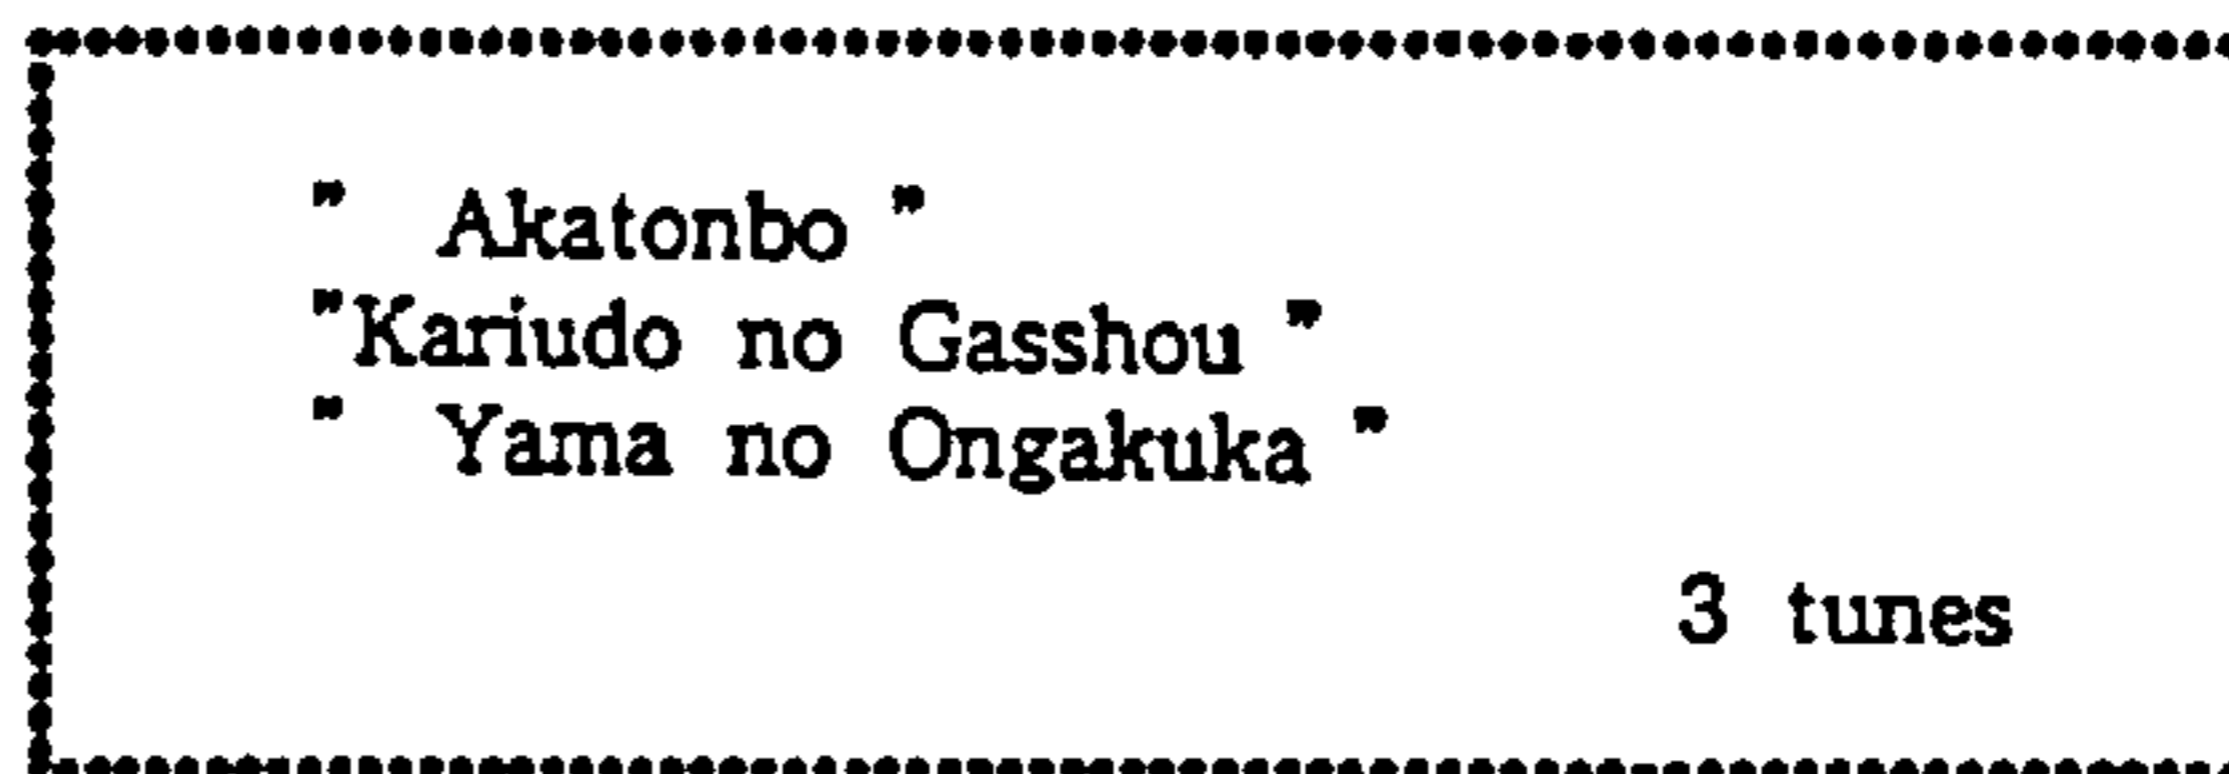 " Akatonbo "
"Kariudo no Gasshou "
" Yama no Ongakuka "
3 tunes